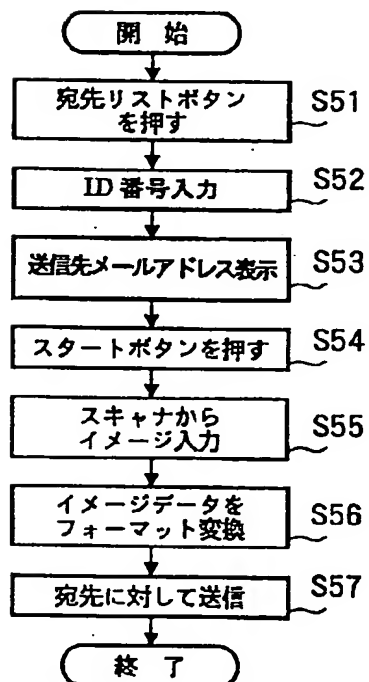 開 始
宛先リストボタン
を押す
S51
ID 番号入力
S52
送信先メールアドレス表示
S53
スタートボタンを押す
S54
スキャナから
イメージ入力
S55
イメージデータを
フォーマット変換
S56
宛先に対して送信
S57
終 了